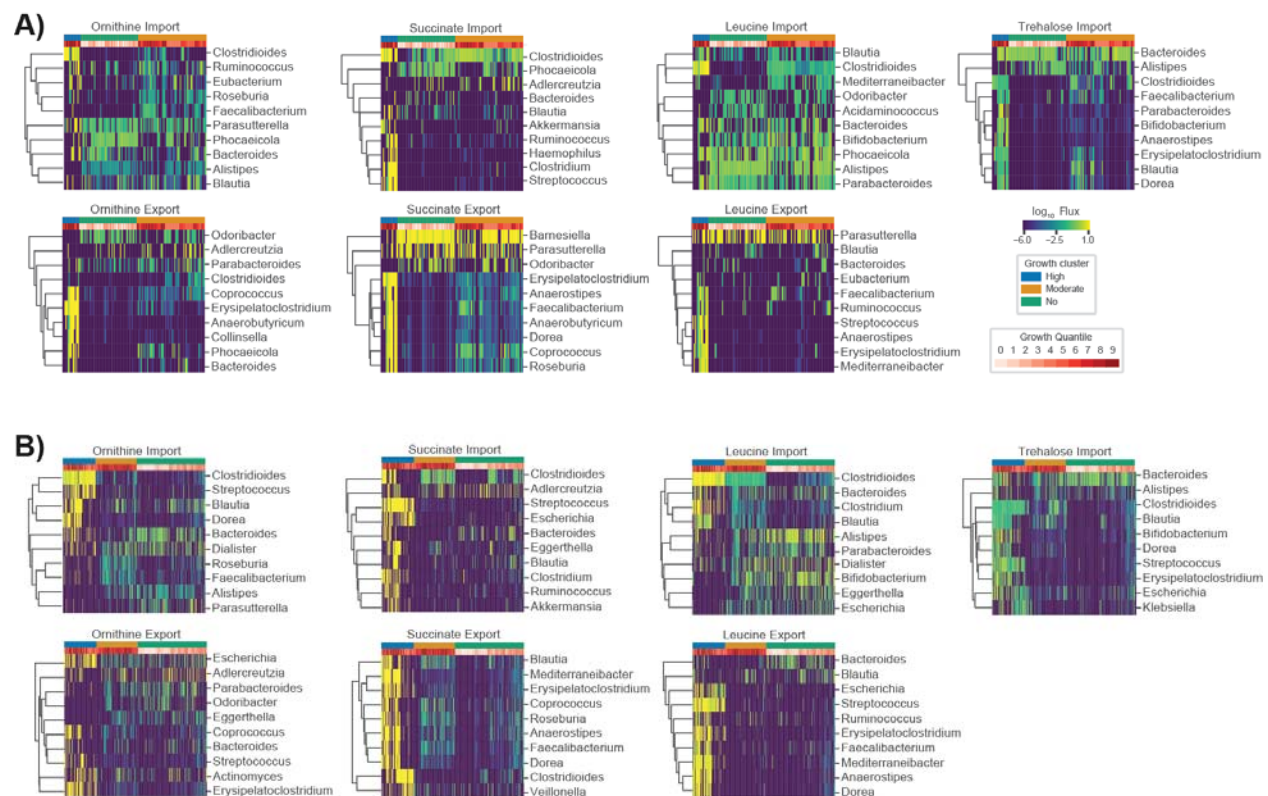 A)
Ornithine Import
Clostridioides
Ruminococcus
Eubacterium
Roseburia
Faecalibacterium
Parasutterella
Phocaeicola
Bacteroides
Alistipes
Blautia
Succinate Import
Clostridioides
Phocaeicola
Adlercreutzia
Bacteroides
Blautia
Akkermansia
Ruminococcus
Haemophilus
Clostridium
Streptococcus
Leucine Import
Blautia
Clostridioides
Mediterraneibacter
Odoribacter
Acidaminococcus
Bacteroides
Bifidobacterium
Phocaeicola
Alistipes
Parabacteroides
Trehalose Import
Bacteroides
Alistipes
Clostridioides
Faecalibacterium
Parabacteroides
Bifidobacterium
Anaerostipes
Erysipelatoclostridium
Blautia
Dorea
Ornithine Export
Odoribacter
Adlercreutzia
Parabacteroides
Clostridioides
Coprococcus
Erysipelatoclostridium
Anaerobutyricum
Collinsella
Phocaeicola
Bacteroides
Succinate Export
Barnesiella
Parasutterella
Odoribacter
Erysipelatoclostridium
Anaerostipes
Faecalibacterium
Anaerobutyricum
Dorea
Coprococcus
Roseburia
Leucine Export
Parasutterella
Blautia
Bacteroides
Eubacterium
Faecalibacterium
Ruminococcus
Streptococcus
Anaerostipes
Erysipelatoclostridium
Mediterraneibacter
log₁₀ Flux
−6.0 −2.5 1.0
Growth cluster
High
Moderate
No
Growth Quantile
0 1 2 3 4 5 6 7 8 9
B)
Ornithine Import
Clostridioides
Streptococcus
Blautia
Dorea
Bacteroides
Dialister
Roseburia
Faecalibacterium
Alistipes
Parasutterella
Succinate Import
Clostridioides
Adlercreutzia
Streptococcus
Escherichia
Bacteroides
Eggerthella
Blautia
Clostridium
Ruminococcus
Akkermansia
Leucine Import
Clostridioides
Bacteroides
Clostridium
Blautia
Alistipes
Parabacteroides
Dialister
Bifidobacterium
Eggerthella
Escherichia
Trehalose Import
Bacteroides
Alistipes
Clostridioides
Blautia
Bifidobacterium
Dorea
Streptococcus
Erysipelatoclostridium
Escherichia
Klebsiella
Ornithine Export
Escherichia
Adlercreutzia
Parabacteroides
Odoribacter
Eggerthella
Coprococcus
Bacteroides
Streptococcus
Actinomyces
Erysipelatoclostridium
Succinate Export
Blautia
Mediterraneibacter
Erysipelatoclostridium
Coprococcus
Roseburia
Anaerostipes
Faecalibacterium
Dorea
Clostridioides
Veillonella
Leucine Export
Bacteroides
Blautia
Escherichia
Streptococcus
Ruminococcus
Erysipelatoclostridium
Faecalibacterium
Mediterraneibacter
Anaerostipes
Dorea